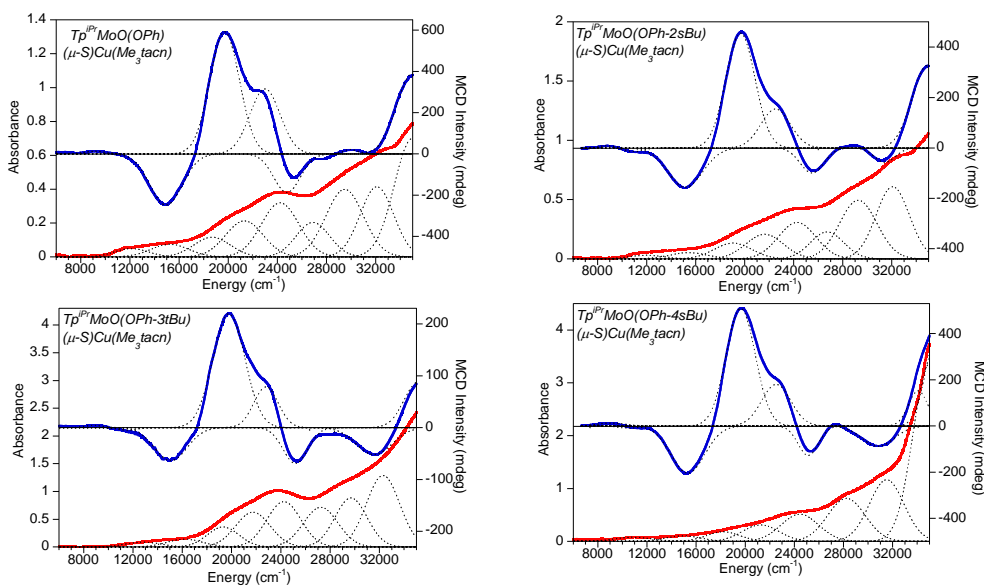 1.4
1.2
1
0.8
0.6
0.4
0.2
0
Absorbance
Tp^iPr MoO(OPh)
(μ-S)Cu(Me3tacn)
600
400
200
0
-200
-400
MCD Intensity (mdeg)
8000 12000 16000 20000 24000 28000 32000
Energy (cm⁻¹)
2
1.5
1
0.5
0
Absorbance
Tp^iPr MoO(OPh-2sBu)
(μ-S)Cu(Me3tacn)
400
200
0
-200
-400
MCD Intensity (mdeg)
8000 12000 16000 20000 24000 28000 32000
Energy (cm⁻¹)
4
3.5
3
2.5
2
1.5
1
0.5
0
Absorbance
Tp^iPr MoO(OPh-3tBu)
(μ-S)Cu(Me3tacn)
200
100
0
-100
-200
MCD Intensity (mdeg)
8000 12000 16000 20000 24000 28000 32000
Energy (cm⁻¹)
4
3
2
1
0
Absorbance
Tp^iPr MoO(OPh-4sBu)
(μ-S)Cu(Me3tacn)
400
200
0
-200
-400
MCD Intensity (mdeg)
8000 12000 16000 20000 24000 28000 32000
Energy (cm⁻¹)